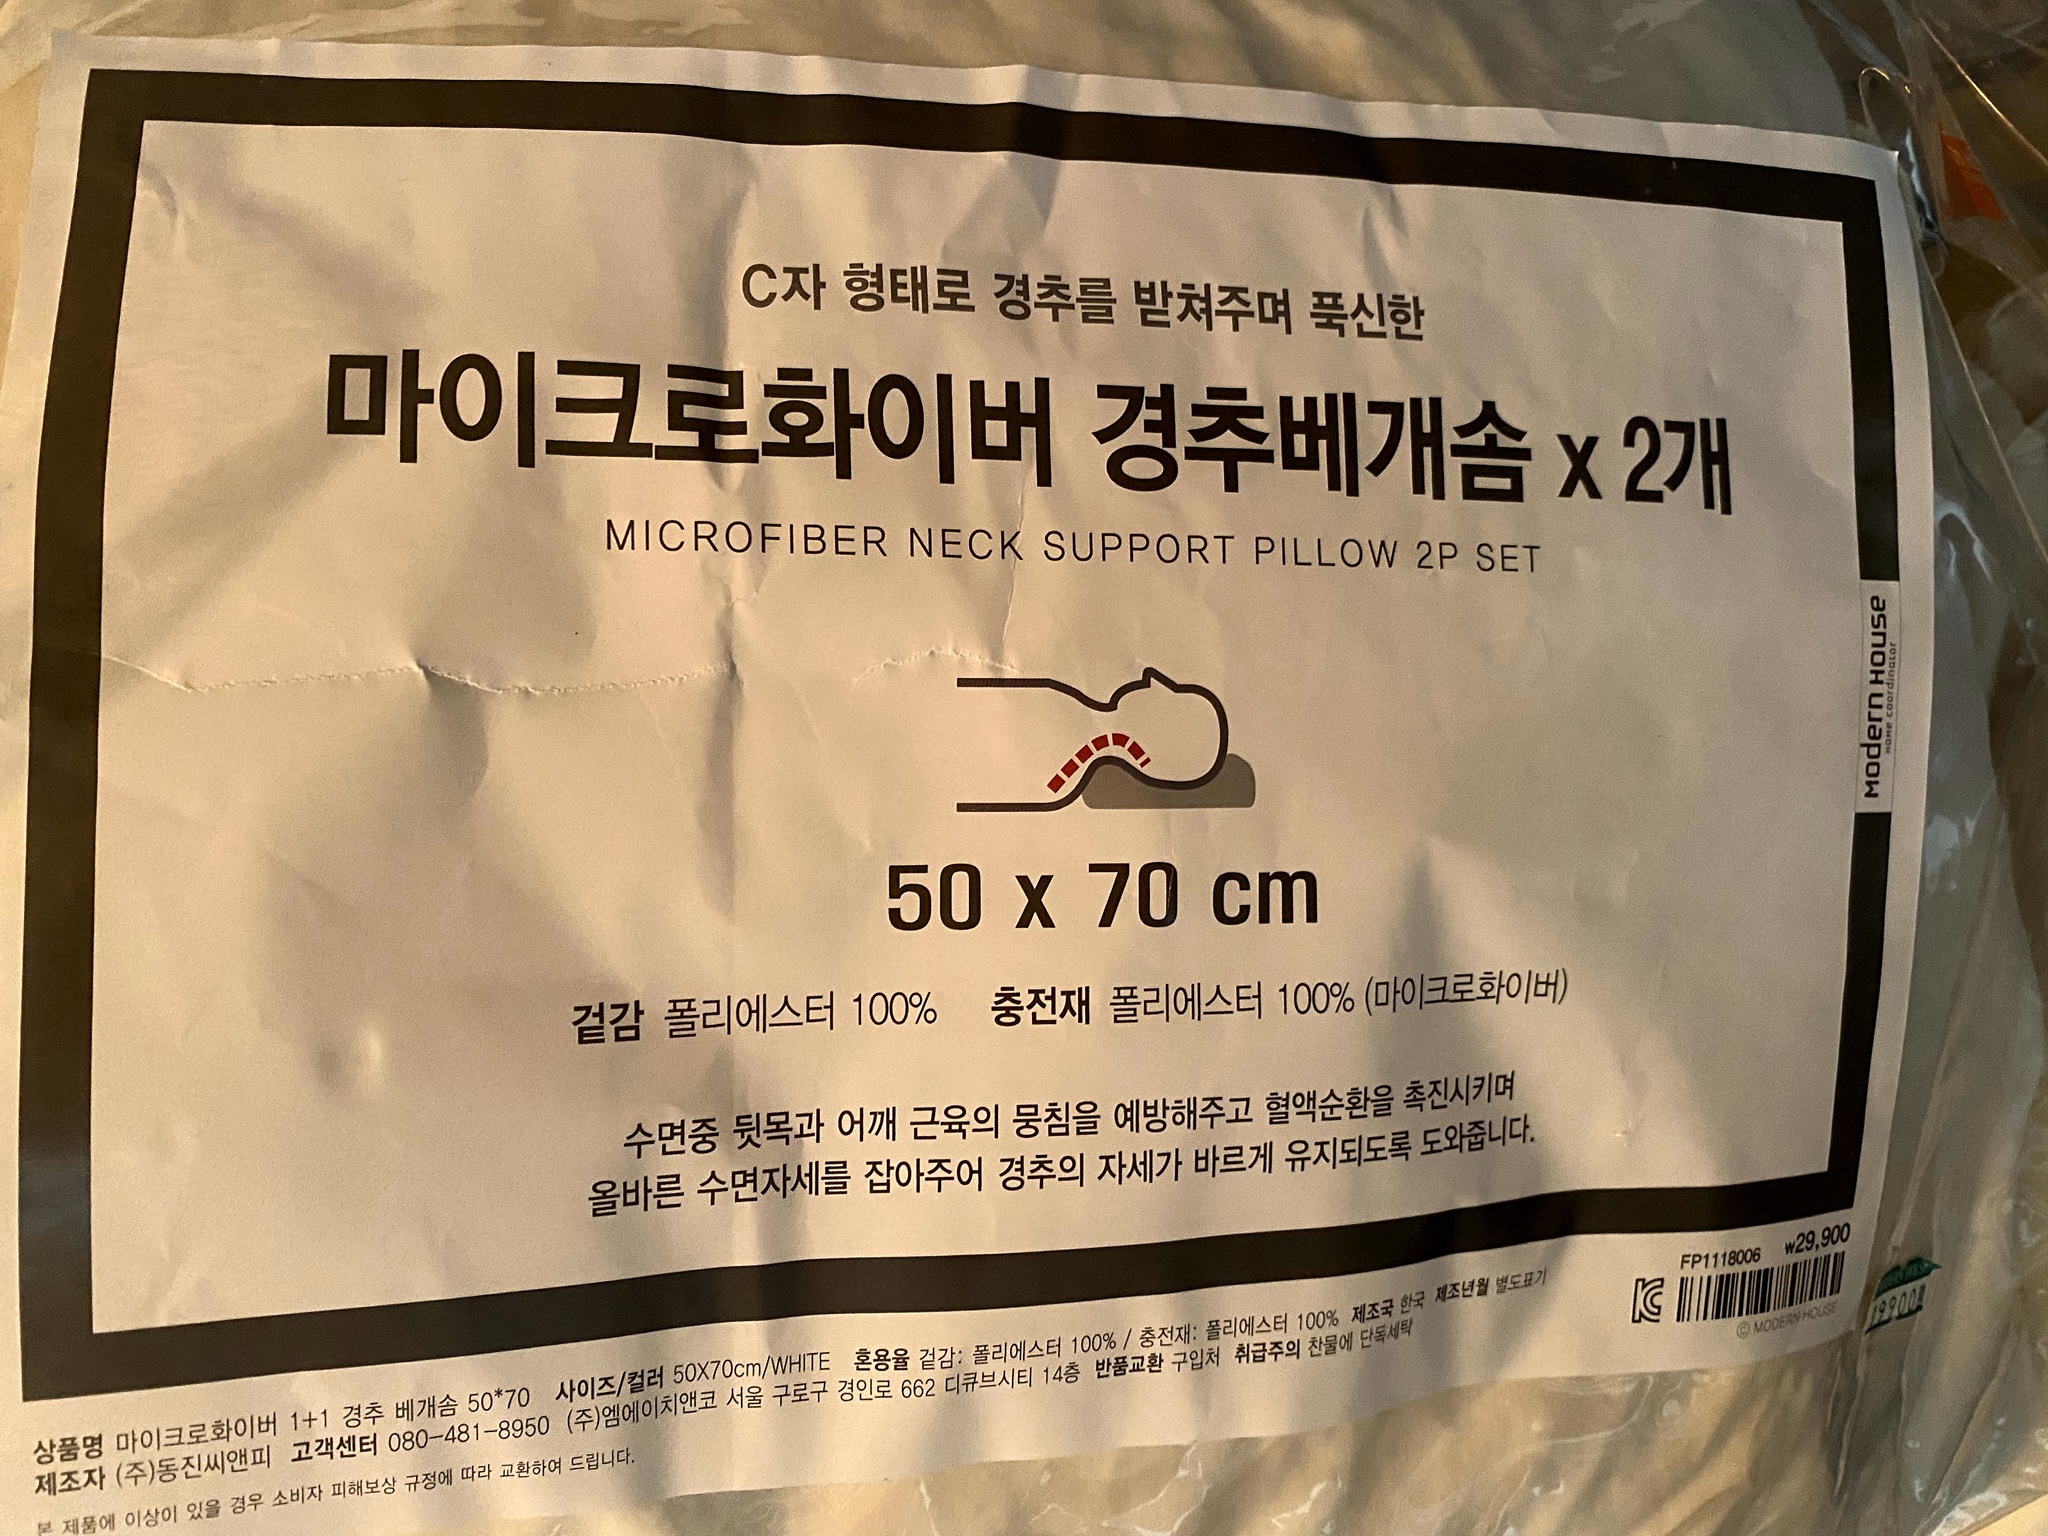 C자 형태로 경추를 받쳐주며 푹신한
마이크로화이버 경추베개솜 x 2개
MICROFIBER NECK SUPPORT PILLOW 2P SET
MODERN HOUSE
HOME COORDINATOR
50 x 70 cm
겉감 폴리에스터 100% 충전재 폴리에스터 100% (마이크로화이버)
수면중 뒷목과 어깨 근육의 뭉침을 예방해주고 혈액순환을 촉진시키며
올바른 수면자세를 잡아주어 경추의 자세가 바르게 유지되도록 도와줍니다.
FP1118006 ₩29,900
© MODERN HOUSE
19900
상품명 마이크로화이버 1+1 경추 베개솜 50*70 사이즈/컬러 50X70cm/WHITE 혼용율 겉감: 폴리에스터 100% / 충전재: 폴리에스터 100% 제조국 한국 제조년월 별도표기
제조자 (주)동진씨앤피 고객센터 080-481-8950 (주)엠에이치앤코 서울 구로구 경인로 662 디큐브시티 14층 반품교환 구입처 취급주의 찬물에 단독세탁
본 제품에 이상이 있을 경우 소비자 피해보상 규정에 따라 교환하여 드립니다.